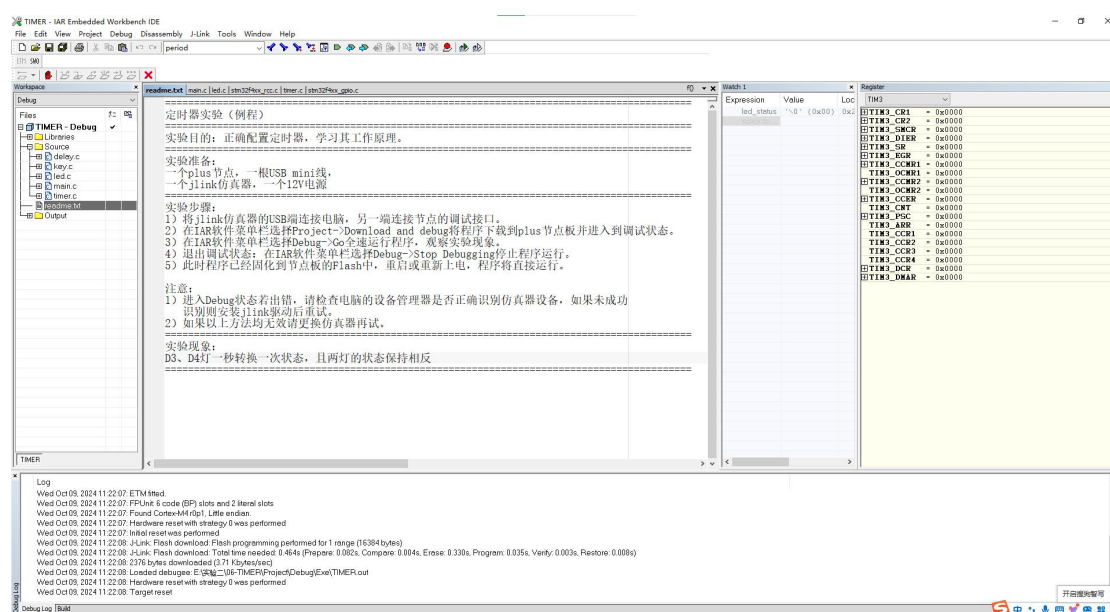 TIMER - IAR Embedded Workbench IDE
File Edit View Project Debug Disassembly J-Link Tools Window Help
period
ETM SWO
Workspace
readme.txt main.c led.c stm32f4xx_rcc.c timer.c stm32f4xx_gpio.c f()
Watch 1
Register
Debug
Expression Value Loc
TIM3
Files
led_status '\0' (0x00) 0x2
TIMER - Debug
Libraries
Source
delay.c
key.c
led.c
main.c
timer.c
readme.txt
Output
TIMER
================================================================
定时器实验（例程）
================================================================
实验目的：正确配置定时器，学习其工作原理。
================================================================
实验准备：
一个plus节点，一根USB mini线，
一个jlink仿真器，一个12V电源
================================================================
实验步骤：
1）将jlink仿真器的USB端连接电脑，另一端连接节点的调试接口。
2）在IAR软件菜单栏选择Project->Download and debug将程序下载到plus节点板并进入到调试状态。
3）在IAR软件菜单栏选择Debug->Go全速运行程序，观察实验现象。
4）退出调试状态：在IAR软件菜单栏选择Debug->Stop Debugging停止程序运行。
5）此时程序已经固化到节点板的Flash中，重启或重新上电，程序将直接运行。
注意：
1）进入Debug状态若出错，请检查电脑的设备管理器是否正确识别仿真器设备，如果未成功
识别则安装jlink驱动后重试。
2）如果以上方法均无效请更换仿真器再试。
================================================================
实验现象：
D3、D4灯一秒转换一次状态，且两灯的状态保持相反
================================================================
TIM3_CR1 = 0x0000
TIM3_CR2 = 0x0000
TIM3_SMCR = 0x0000
TIM3_DIER = 0x0000
TIM3_SR = 0x0000
TIM3_EGR = 0x0000
TIM3_CCMR1 = 0x0000
TIM3_OCMR1 = 0x0000
TIM3_CCMR2 = 0x0000
TIM3_OCMR2 = 0x0000
TIM3_CCER = 0x0000
TIM3_CNT = 0x0000
TIM3_PSC = 0x0000
TIM3_ARR = 0x0000
TIM3_CCR1 = 0x0000
TIM3_CCR2 = 0x0000
TIM3_CCR3 = 0x0000
TIM3_CCR4 = 0x0000
TIM3_DCR = 0x0000
TIM3_DMAR = 0x0000
Log
Wed Oct 09, 2024 11:22:07: ETM fitted.
Wed Oct 09, 2024 11:22:07: FPUnit: 6 code (BP) slots and 2 literal slots
Wed Oct 09, 2024 11:22:07: Found Cortex-M4 r0p1, Little endian.
Wed Oct 09, 2024 11:22:07: Hardware reset with strategy 0 was performed
Wed Oct 09, 2024 11:22:07: Initial reset was performed
Wed Oct 09, 2024 11:22:08: J-Link: Flash download: Flash programming performed for 1 range (16384 bytes)
Wed Oct 09, 2024 11:22:08: J-Link: Flash download: Total time needed: 0.464s (Prepare: 0.082s, Compare: 0.004s, Erase: 0.330s, Program: 0.035s, Verify: 0.003s, Restore: 0.008s)
Wed Oct 09, 2024 11:22:08: 2376 bytes downloaded (3.71 Kbytes/sec)
Wed Oct 09, 2024 11:22:08: Loaded debugee: E:\实验二\06-TIMER\Project\Debug\Exe\TIMER.out
Wed Oct 09, 2024 11:22:08: Hardware reset with strategy 0 was performed
Wed Oct 09, 2024 11:22:08: Target reset
Debug Log
Debug Log Build
开启搜狗智写
中